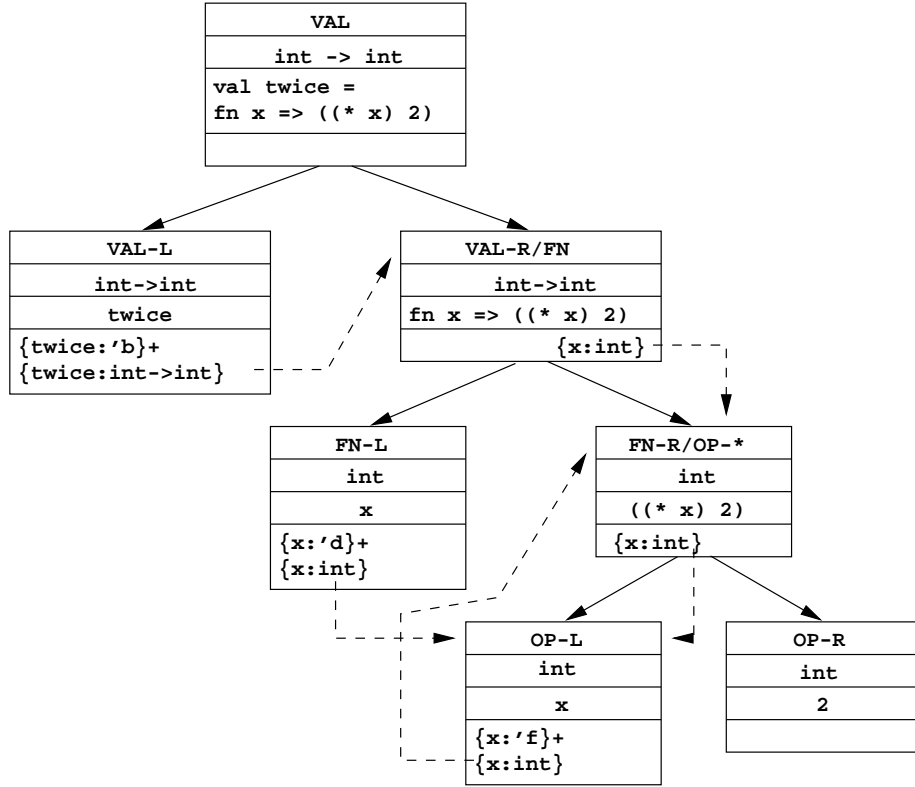 VAL
int -> int
val twice =
fn x => ((* x) 2)
VAL-L
int->int
twice
{twice:’b}+
{twice:int->int}
VAL-R/FN
int->int
fn x => ((* x) 2)
{x:int}
FN-L
int
x
{x:’d}+
{x:int}
FN-R/OP-*
int
((* x) 2)
{x:int}
OP-L
int
x
{x:’f}+
{x:int}
OP-R
int
2